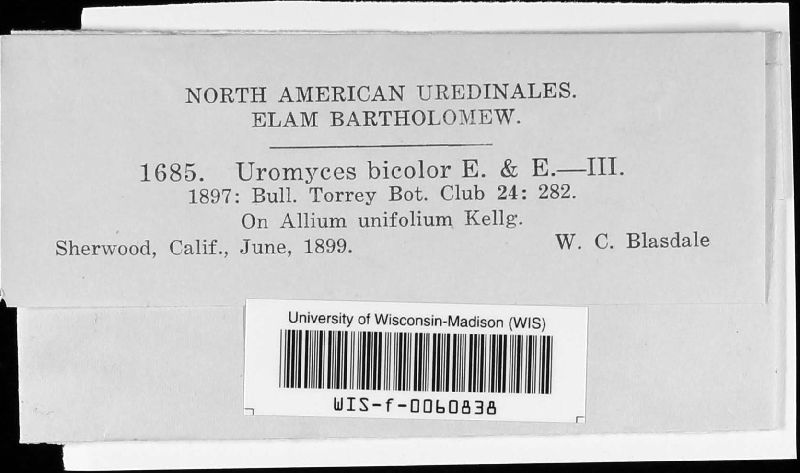 NORTH AMERICAN UREDINALES.
ELAM BARTHOLOMEW.
1685. Uromyces bicolor E. & E.—III.
1897: Bull. Torrey Bot. Club 24: 282.
On Allium unifolium Kellg.
Sherwood, Calif., June, 1899. W. C. Blasdale
University of Wisconsin-Madison (WIS)
WIS-f-0060838